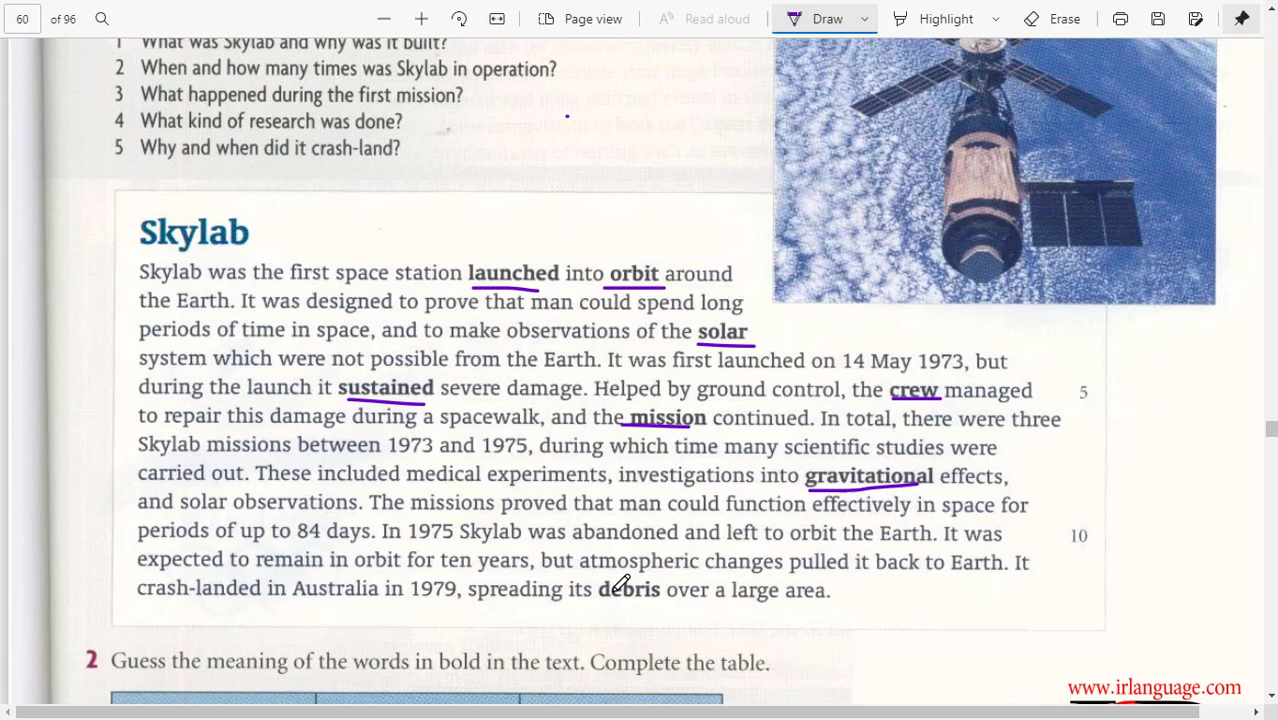 60 of 96 Page view Read aloud Draw Highlight Erase
1 What was Skylab and why was it built?
2 When and how many times was Skylab in operation?
3 What happened during the first mission?
4 What kind of research was done?
5 Why and when did it crash-land?
Skylab
Skylab was the first space station launched into orbit around
the Earth. It was designed to prove that man could spend long
periods of time in space, and to make observations of the solar
system which were not possible from the Earth. It was first launched on 14 May 1973, but
during the launch it sustained severe damage. Helped by ground control, the crew managed 5
to repair this damage during a spacewalk, and the mission continued. In total, there were three
Skylab missions between 1973 and 1975, during which time many scientific studies were
carried out. These included medical experiments, investigations into gravitational effects,
and solar observations. The missions proved that man could function effectively in space for
periods of up to 84 days. In 1975 Skylab was abandoned and left to orbit the Earth. It was 10
expected to remain in orbit for ten years, but atmospheric changes pulled it back to Earth. It
crash-landed in Australia in 1979, spreading its debris over a large area.
2 Guess the meaning of the words in bold in the text. Complete the table.
www.irlanguage.com